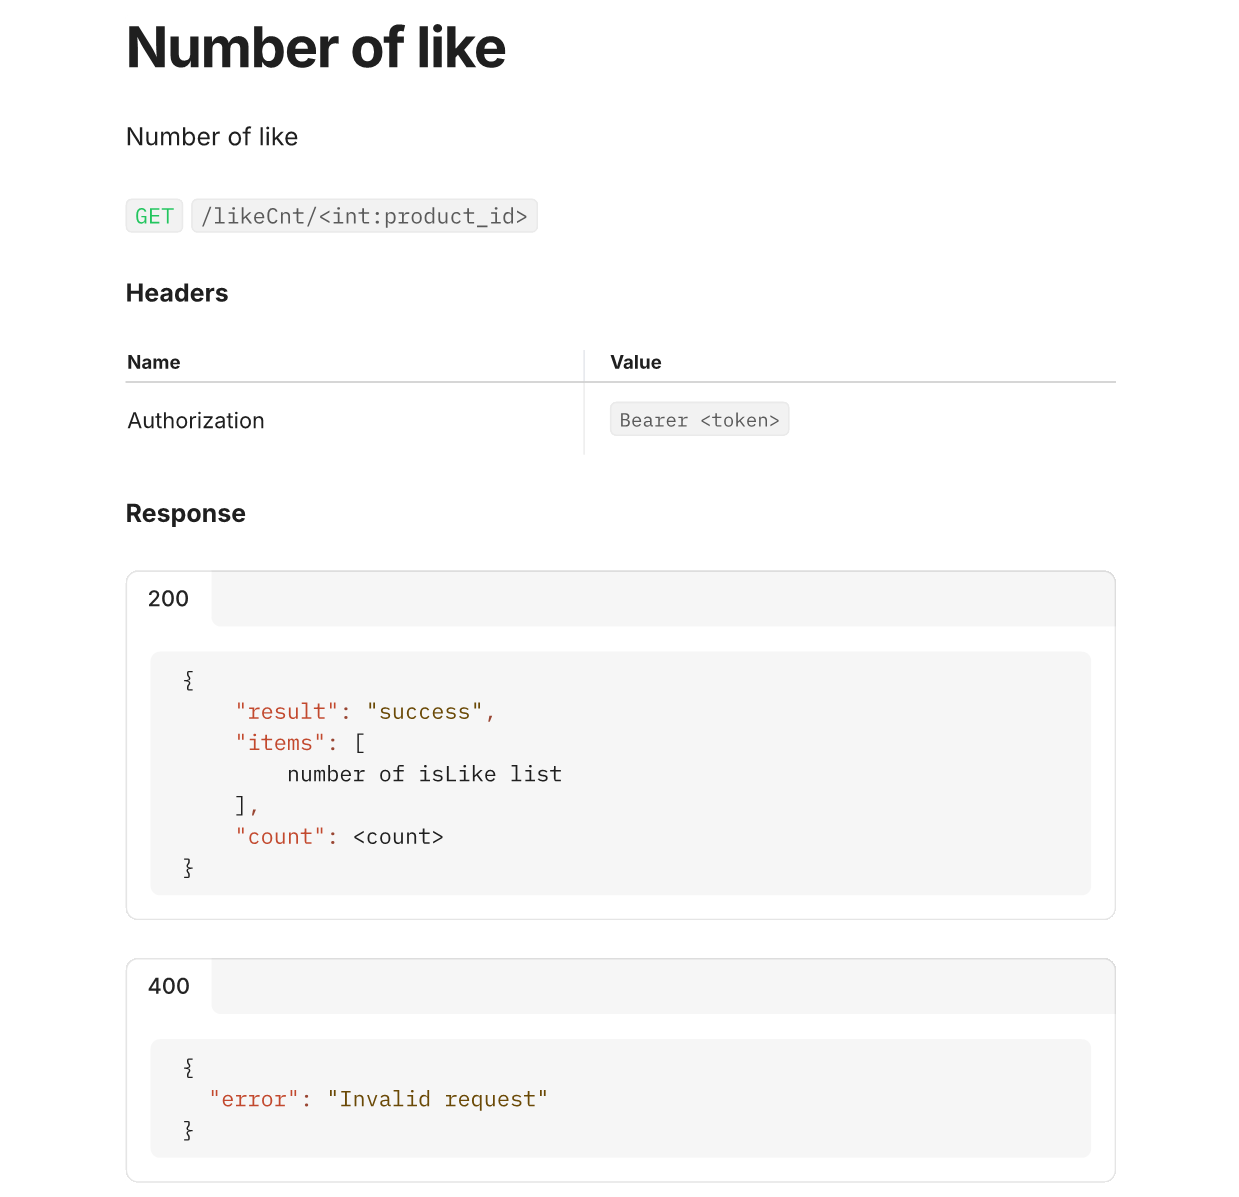 Number of like
Number of like
GET /likeCnt/<int:product_id>
Headers
Name Value
Authorization Bearer <token>
Response
200
{
    "result": "success",
    "items": [
        number of isLike list
    ],
    "count": <count>
}
400
{
  "error": "Invalid request"
}